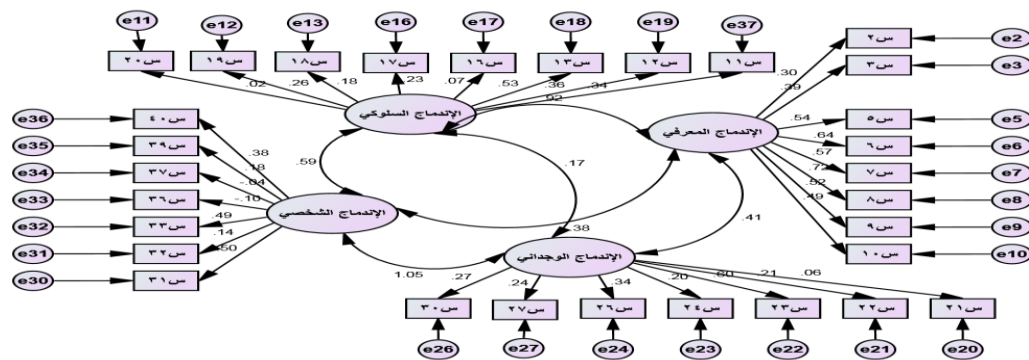 e11 e12 e13 e16 e17 e18 e19 e37
س٢٠ س١٩ س١٨ س١٧ س١٦ س١٣ س١٢ س١١
.02 .26 .18 .23 .07 .53 .36 .34
الإندماج السلوكي
.92
س٢ e2
س٣ e3
س٥ e5
س٦ e6
س٧ e7
س٨ e8
س٩ e9
س١٠ e10
.30
.39
.54
.64
.57
.72
.52
.49
الإندماج المعرفي
e36 س٤٠
e35 س٣٩
e34 س٣٧
e33 س٣٦
e32 س٣٣
e31 س٣٢
e30 س٣١
.38
.18
-.04
-.10
.49
.14
.50
الإندماج الشخصي
.59
.17
.41
.38
1.05
الإندماج الوجداني
.27 .24 .34 .20 .60 .21 .06
س٣٠ س٢٧ س٢٦ س٢٤ س٢٣ س٢٢ س٢١
e26 e27 e24 e23 e22 e21 e20